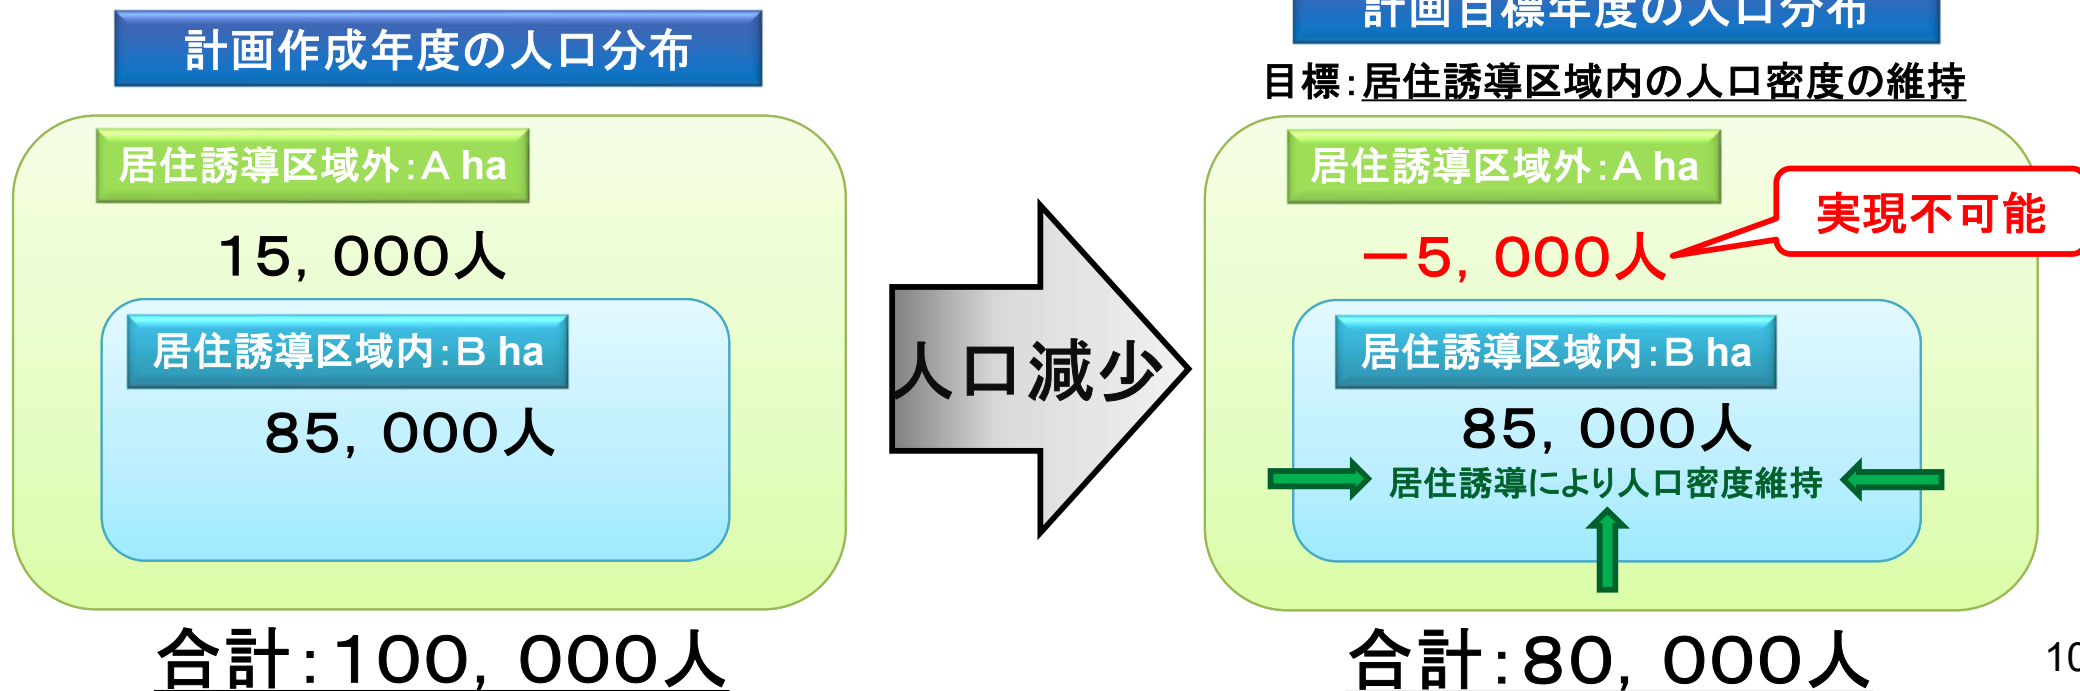 計画作成年度の人口分布
居住誘導区域外：A ha
15，000人
居住誘導区域内：B ha
85，000人
合計：100，000人
人口減少
計画目標年度の人口分布
目標：居住誘導区域内の人口密度の維持
居住誘導区域外：A ha
実現不可能
－5，000人
居住誘導区域内：B ha
85，000人
居住誘導により人口密度維持
合計：80，000人
10